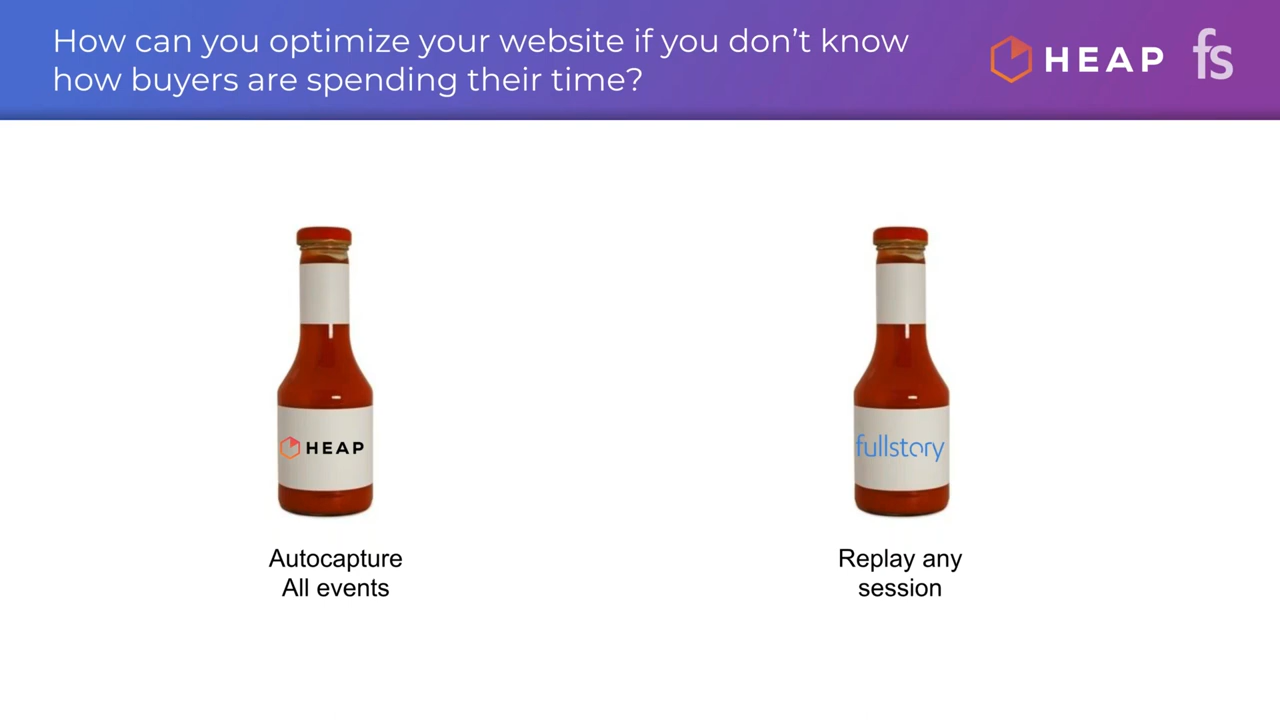 How can you optimize your website if you don’t know
how buyers are spending their time?
HEAP fs
HEAP
fullstory
Autocapture
All events
Replay any
session